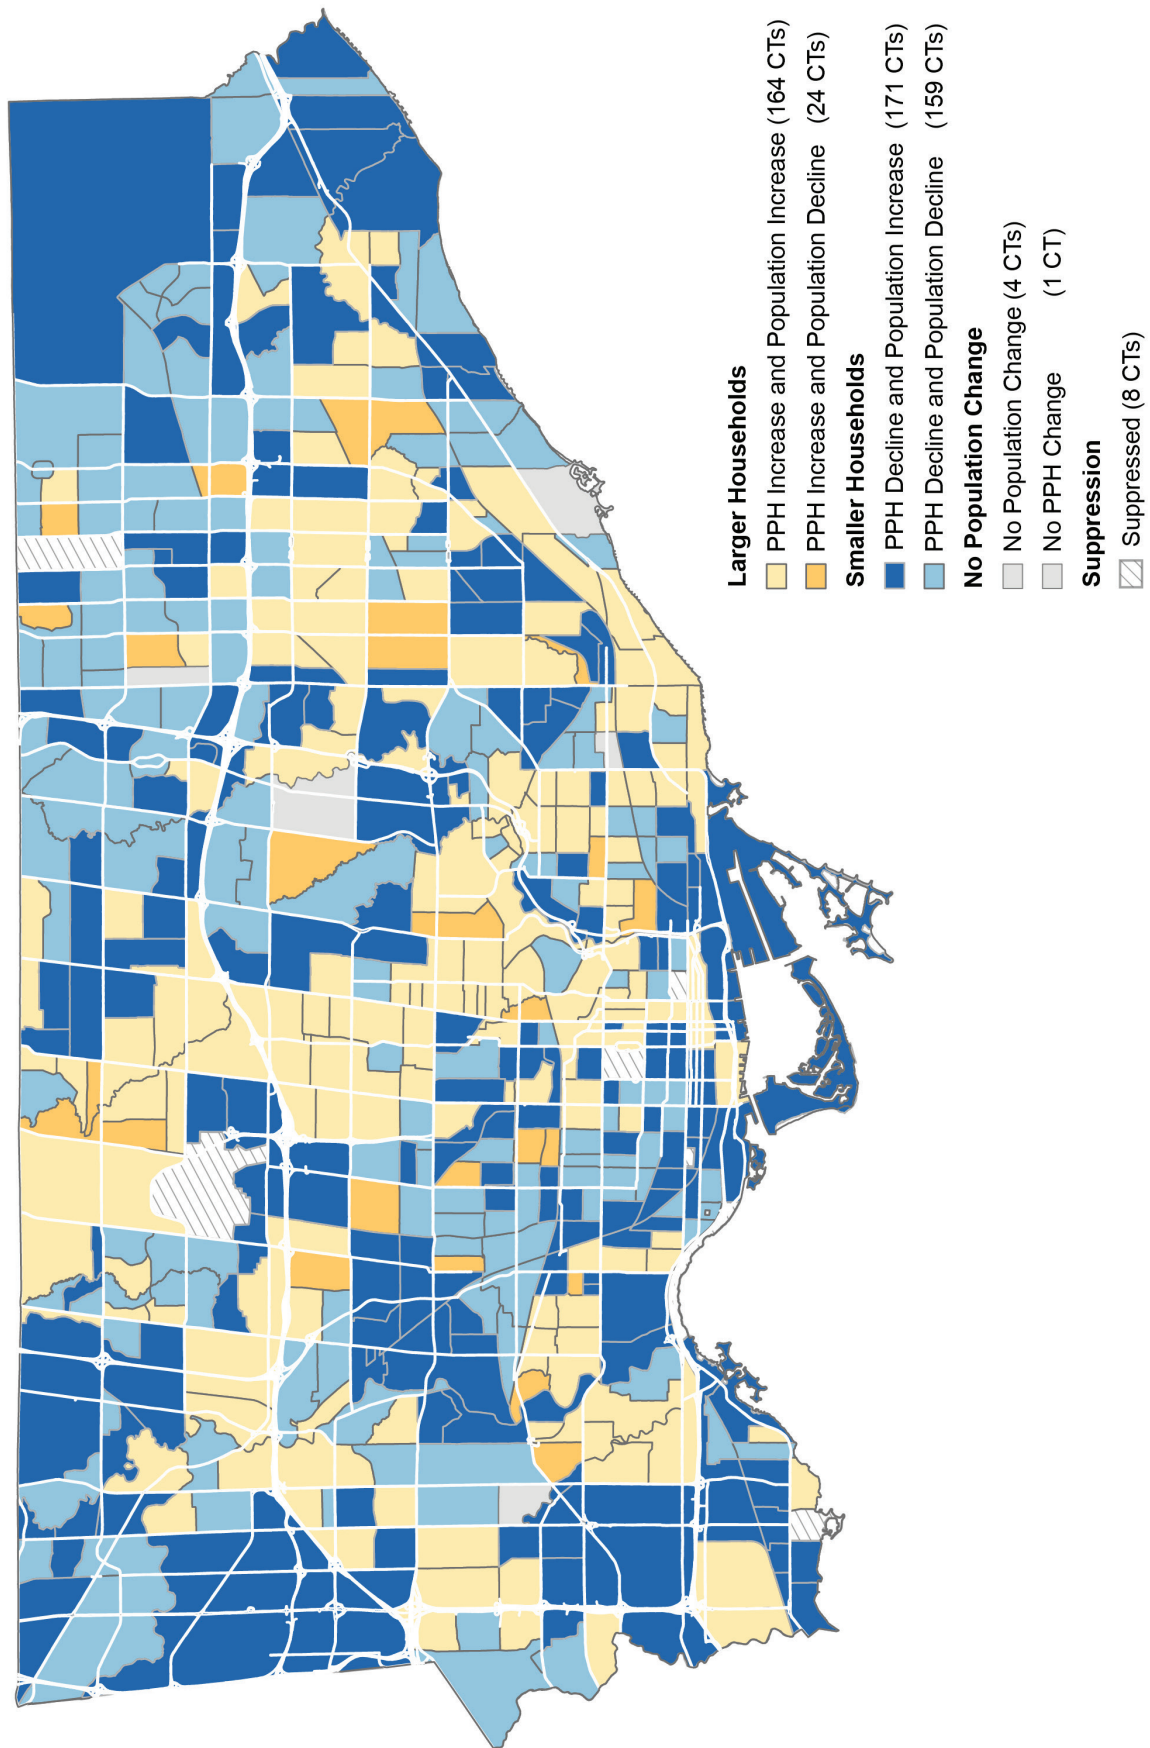 Larger Households
PPH Increase and Population Increase (164 CTs)
PPH Increase and Population Decline (24 CTs)
Smaller Households
PPH Decline and Population Increase (171 CTs)
PPH Decline and Population Decline (159 CTs)
No Population Change
No Population Change (4 CTs)
No PPH Change (1 CT)
Suppression
Suppressed (8 CTs)